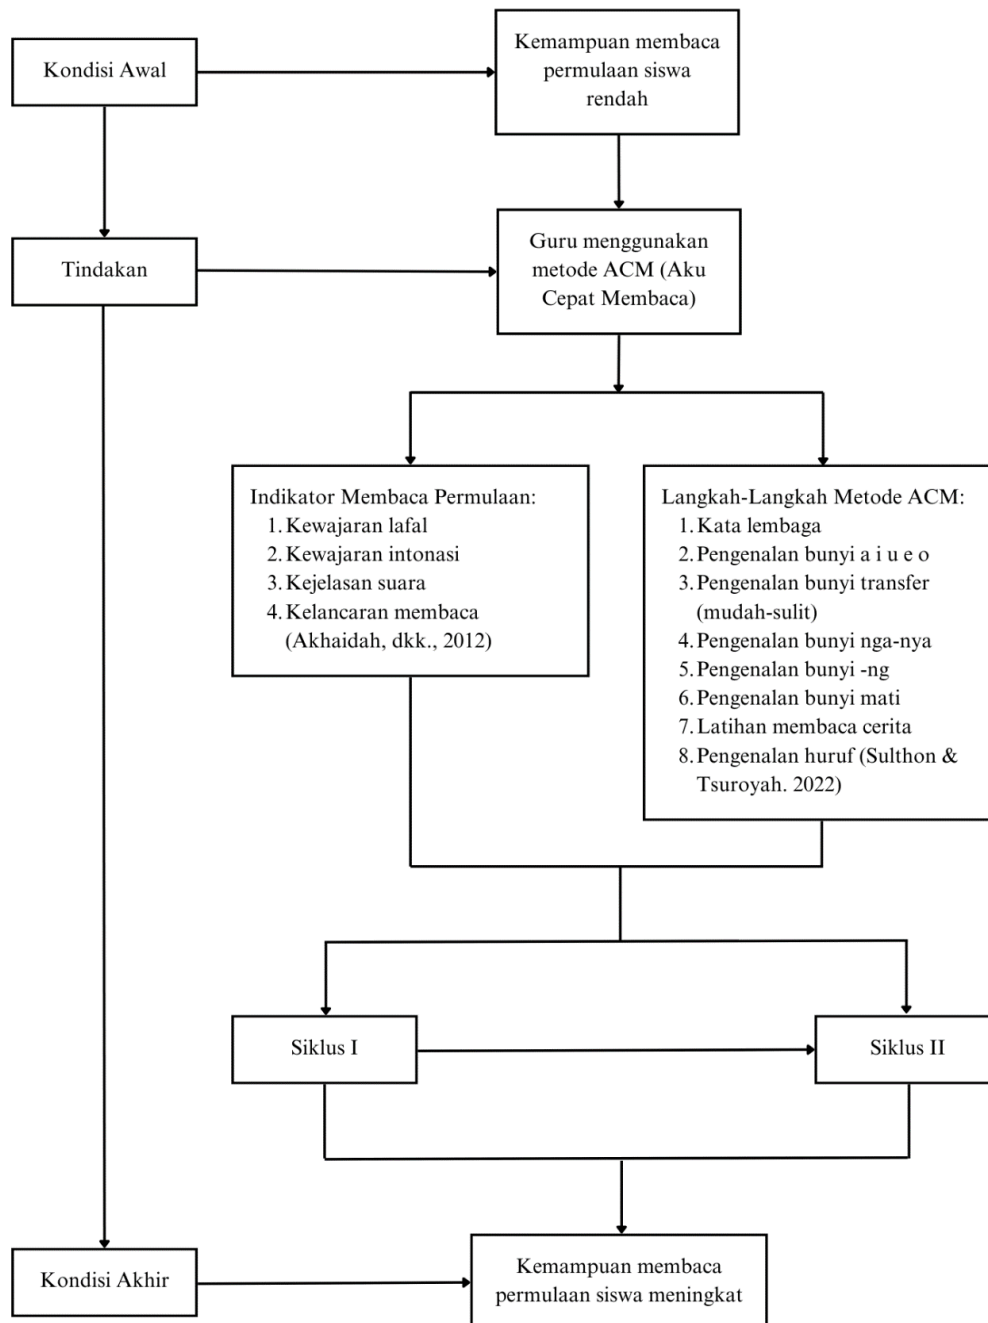 Kondisi Awal
Kemampuan membaca
permulaan siswa
rendah
Tindakan
Guru menggunakan
metode ACM (Aku
Cepat Membaca)
Indikator Membaca Permulaan:
1. Kewajaran lafal
2. Kewajaran intonasi
3. Kejelasan suara
4. Kelancaran membaca
(Akhaidah, dkk., 2012)
Langkah-Langkah Metode ACM:
1. Kata lembaga
2. Pengenalan bunyi a i u e o
3. Pengenalan bunyi transfer
(mudah-sulit)
4. Pengenalan bunyi nga-nya
5. Pengenalan bunyi -ng
6. Pengenalan bunyi mati
7. Latihan membaca cerita
8. Pengenalan huruf (Sulthon &
Tsuroyah. 2022)
Siklus I
Siklus II
Kondisi Akhir
Kemampuan membaca
permulaan siswa meningkat